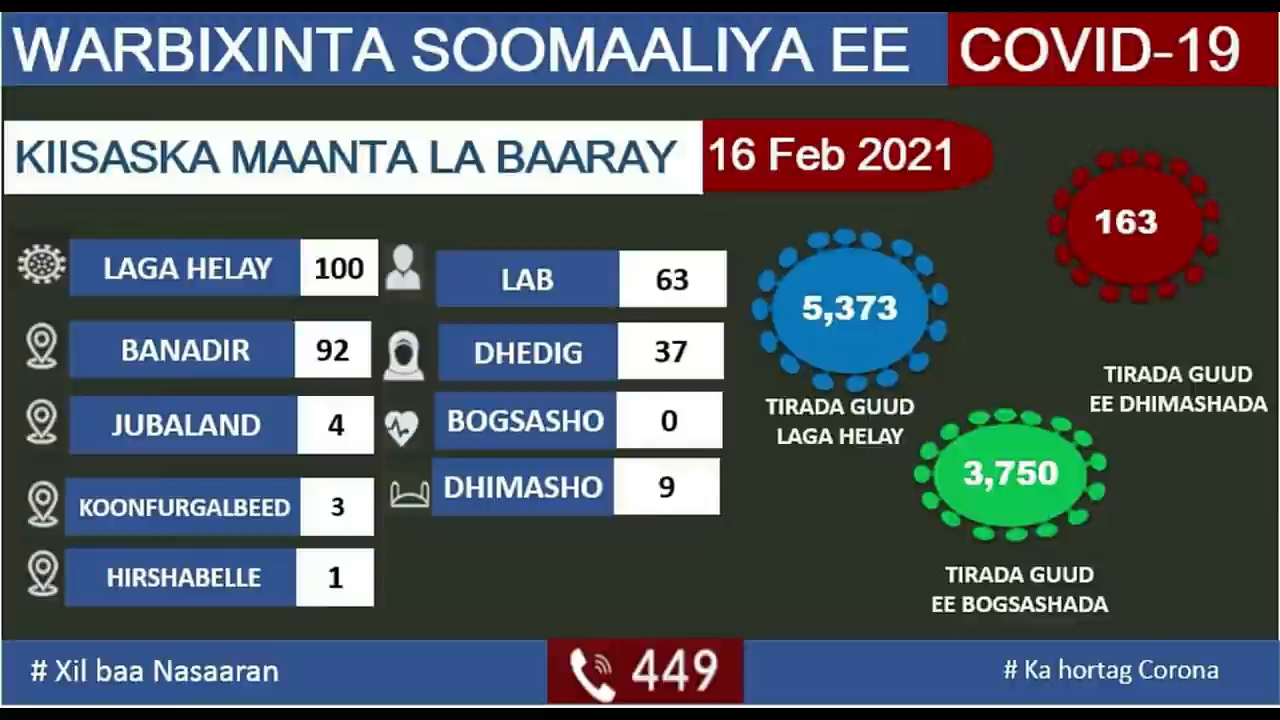 WARBIXINTA SOOMAALIYA EE COVID-19
KIISASKA MAANTA LA BAARAY 16 Feb 2021
LAGA HELAY 100
BANADIR 92
JUBALAND 4
KOONFURGALBEED 3
HIRSHABELLE 1
LAB 63
DHEDIG 37
BOGSASHO 0
DHIMASHO 9
5,373
TIRADA GUUD
LAGA HELAY
163
TIRADA GUUD
EE DHIMASHADA
3,750
TIRADA GUUD
EE BOGSASHADA
# Xil baa Nasaaran
449
# Ka hortag Corona